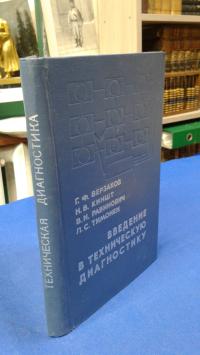 ТЕХНИЧЕСКАЯ ДИАГНОСТИКА
Г. Ф. ВЕРЗАКОВ
Н. В. КИНШТ
В. И. РАБИНОВИЧ
Л. С. ТИМОНЕН
ВВЕДЕНИЕ
В ТЕХНИЧЕСКУЮ
ДИАГНОСТИКУ